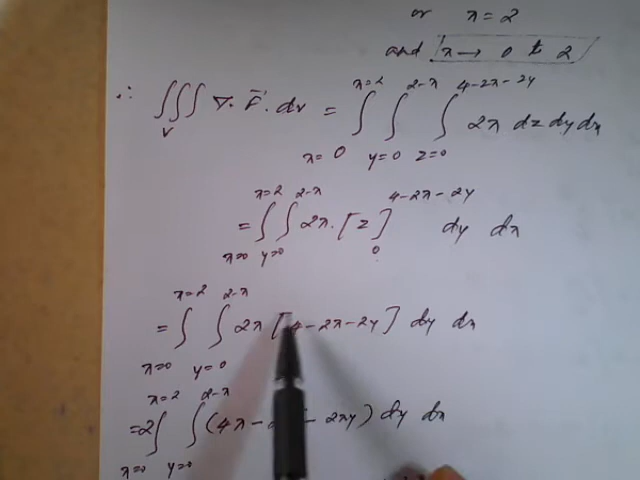 or x = 2
and x → 0 to 2
∴ ∫∫∫ ∇. F̄. dv = ∫ ∫ ∫ 2x dz dy dx
V x=0 x=2 y=0 2-x z=0 4-2x-2y
= ∫ ∫ 2x. [z] dy dx
x=0 x=2 y=0 2-x 0 4-2x-2y
= ∫ ∫ 2x [4-2x-2y] dy dx
x=0 x=2 y=0 2-x
=2 ∫ ∫ (4x- - 2xy) dy dx
x=0 x=2 y=0 2-x